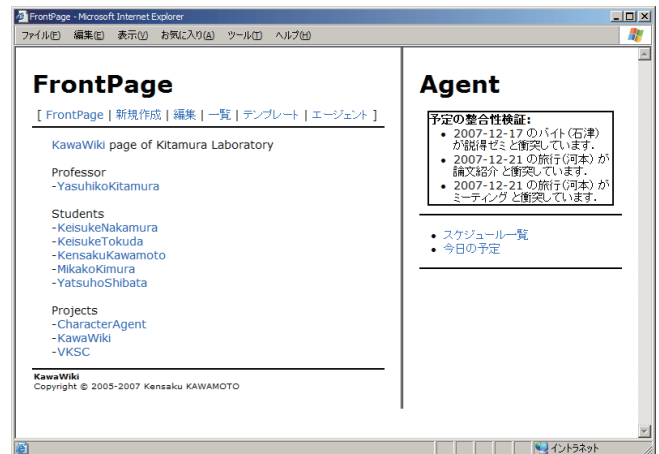 FrontPage - Microsoft Internet Explorer
ファイル(F) 編集(E) 表示(V) お気に入り(A) ツール(T) ヘルプ(H)
FrontPage
[ FrontPage | 新規作成 | 編集 | 一覧 | テンプレート | エージェント ]
KawaWiki page of Kitamura Laboratory
Professor
-YasuhikoKitamura
Students
-KeisukeNakamura
-KeisukeTokuda
-KensakuKawamoto
-MikakoKimura
-YatsuhoShibata
Projects
-CharacterAgent
-KawaWiki
-VKSC
KawaWiki
Copyright © 2005-2007 Kensaku KAWAMOTO
Agent
予定の整合性検証:
• 2007-12-17 のバイト(石津)
が説得ゼミと衝突しています.
• 2007-12-21 の旅行(河本) が
論文紹介 と衝突しています.
• 2007-12-21 の旅行(河本) が
ミーティング と衝突しています.
• スケジュール一覧
• 今日の予定
イントラネット